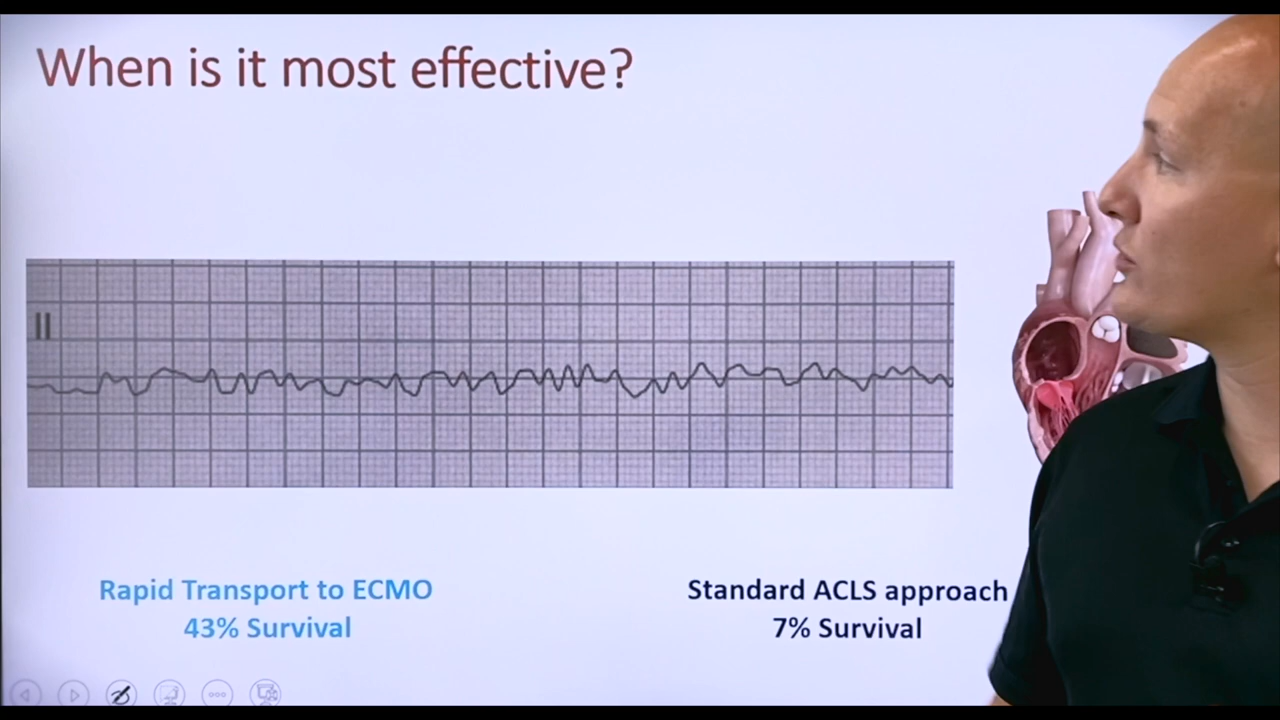 When is it most effective?
II
Rapid Transport to ECMO
43% Survival
Standard ACLS approach
7% Survival